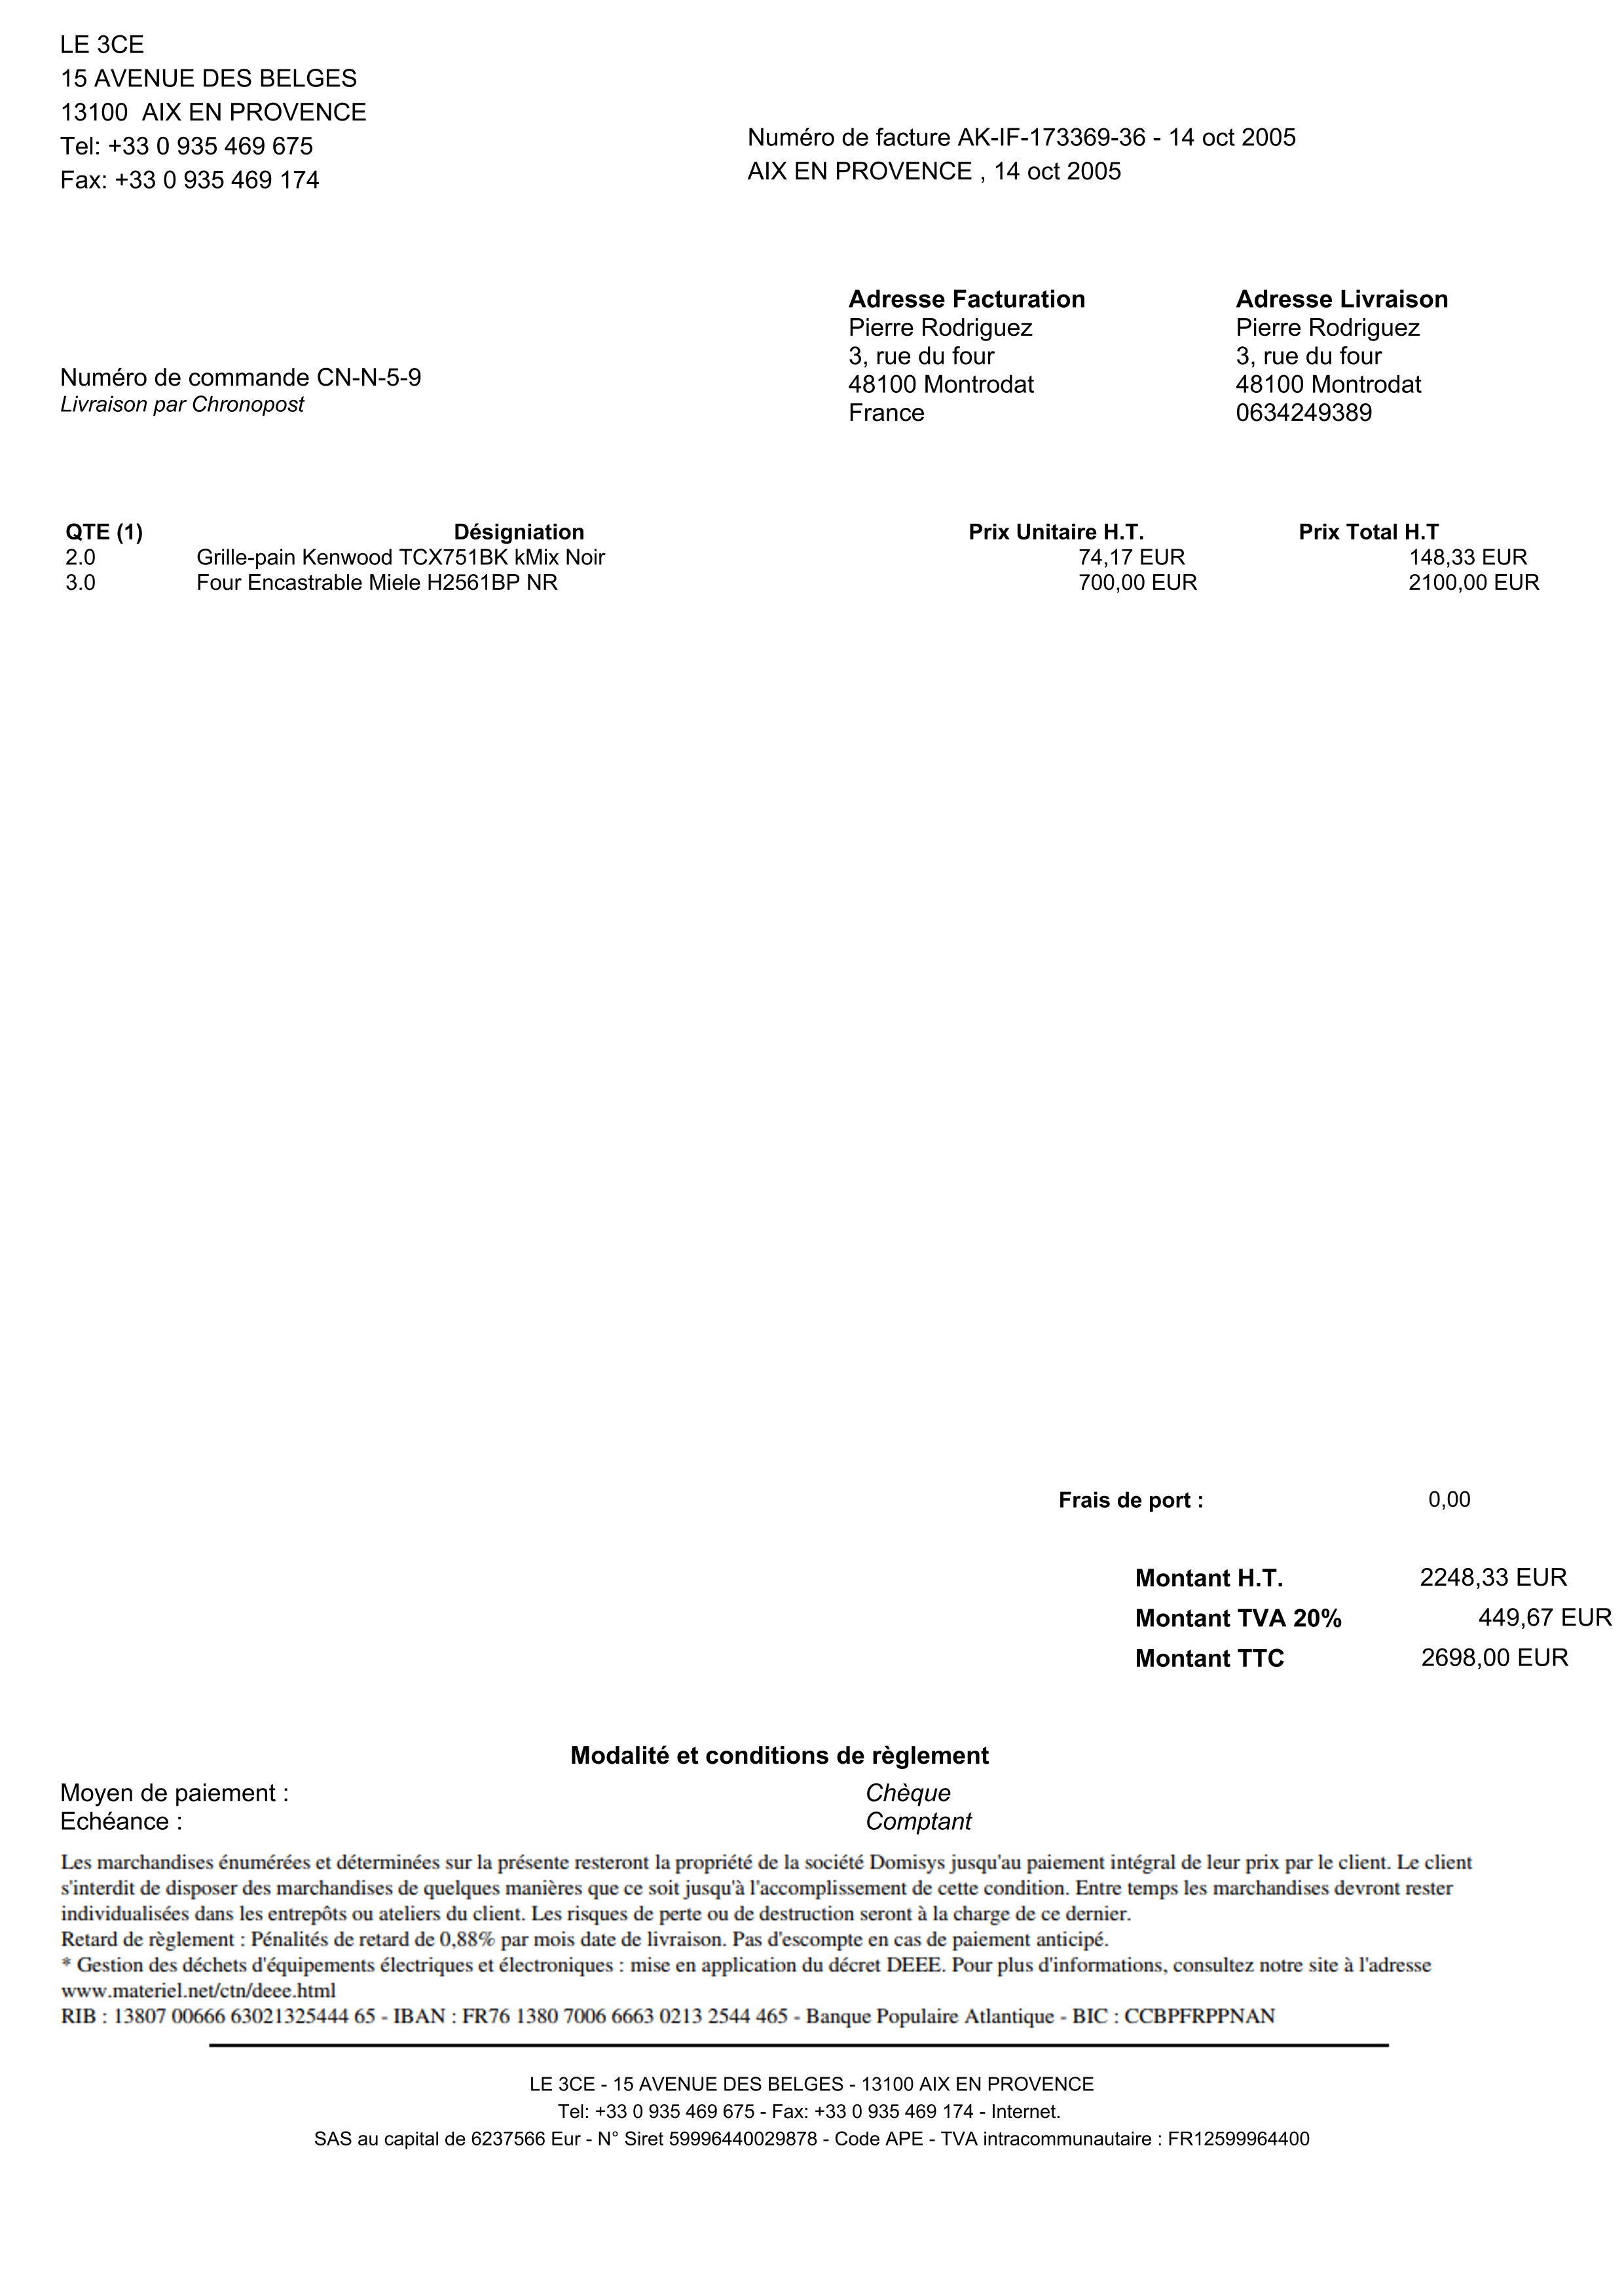 LE 3CE
15 AVENUE DES BELGES
13100 AIX EN PROVENCE
Tel: +33 0 935 469 675
Fax: +33 0 935 469 174
Numéro de facture AK-IF-173369-36 - 14 oct 2005
AIX EN PROVENCE , 14 oct 2005
Numéro de commande CN-N-5-9
Livraison par Chronopost
Adresse Facturation
Pierre Rodriguez
3, rue du four
48100 Montrodat
France
Adresse Livraison
Pierre Rodriguez
3, rue du four
48100 Montrodat
0634249389
QTE (1) Désigniation Prix Unitaire H.T. Prix Total H.T
2.0 Grille-pain Kenwood TCX751BK kMix Noir 74,17 EUR 148,33 EUR
3.0 Four Encastrable Miele H2561BP NR 700,00 EUR 2100,00 EUR
Frais de port : 0,00
Montant H.T. 2248,33 EUR
Montant TVA 20% 449,67 EUR
Montant TTC 2698,00 EUR
Modalité et conditions de règlement
Moyen de paiement : Chèque
Echéance : Comptant
Les marchandises énumérées et déterminées sur la présente resteront la propriété de la société Domisys jusqu'au paiement intégral de leur prix par le client. Le client
s'interdit de disposer des marchandises de quelques manières que ce soit jusqu'à l'accomplissement de cette condition. Entre temps les marchandises devront rester
individualisées dans les entrepôts ou ateliers du client. Les risques de perte ou de destruction seront à la charge de ce dernier.
Retard de règlement : Pénalités de retard de 0,88% par mois date de livraison. Pas d'escompte en cas de paiement anticipé.
* Gestion des déchets d'équipements électriques et électroniques : mise en application du décret DEEE. Pour plus d'informations, consultez notre site à l'adresse
www.materiel.net/ctn/deee.html
RIB : 13807 00666 63021325444 65 - IBAN : FR76 1380 7006 6663 0213 2544 465 - Banque Populaire Atlantique - BIC : CCBPFRPPNAN
LE 3CE - 15 AVENUE DES BELGES - 13100 AIX EN PROVENCE
Tel: +33 0 935 469 675 - Fax: +33 0 935 469 174 - Internet.
SAS au capital de 6237566 Eur - N° Siret 59996440029878 - Code APE - TVA intracommunautaire : FR12599964400